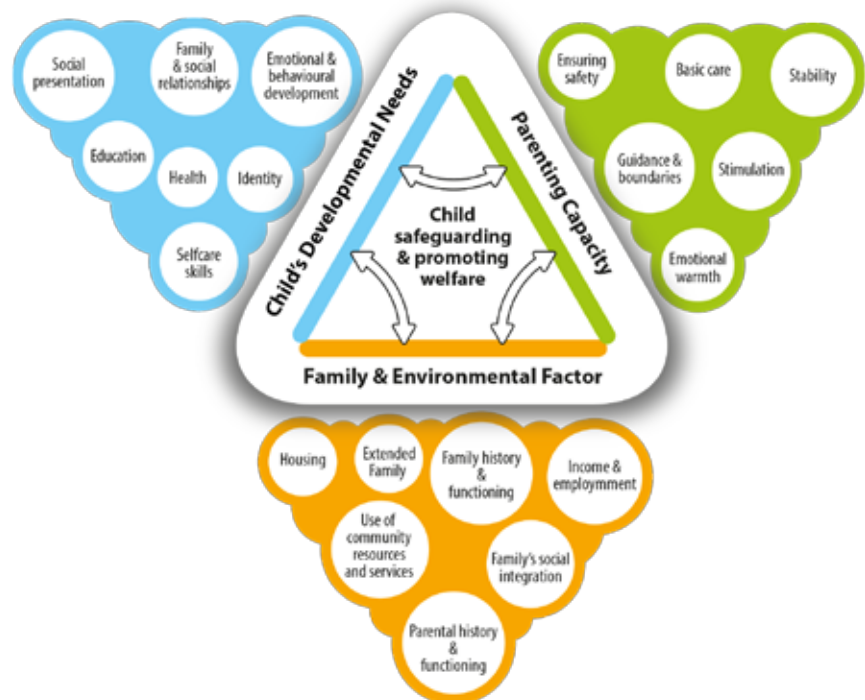 Social
presentation
Family
& social
relationships
Emotional &
behavioural
development
Education
Health
Identity
Selfcare
skills
Child's Developmental Needs
Parenting Capacity
Child
safeguarding
& promoting
welfare
Family & Environmental Factor
Ensuring
safety
Basic care
Stability
Guidance &
boundaries
Stimulation
Emotional
warmth
Housing
Extended
Family
Family history
&
functioning
Income &
employmment
Use of
community
resources
and services
Family's social
integration
Parental history
&
functioning